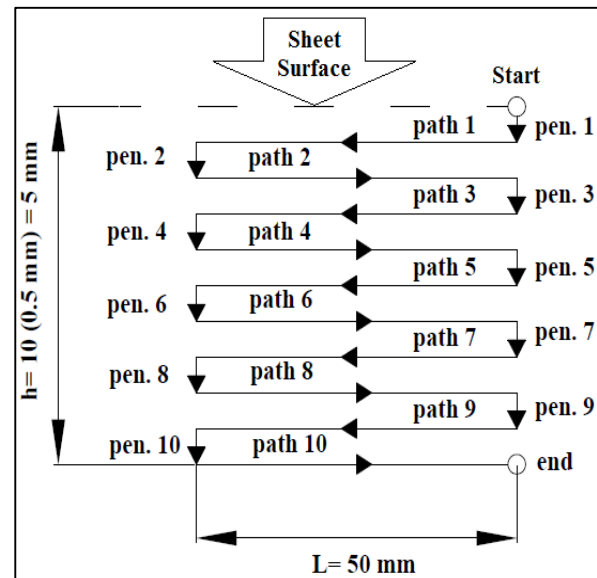 Sheet
Surface
Start
path 1
pen. 1
pen. 2
path 2
path 3
pen. 3
pen. 4
path 4
path 5
pen. 5
pen. 6
path 6
path 7
pen. 7
pen. 8
path 8
path 9
pen. 9
pen. 10
path 10
end
h= 10 (0.5 mm) = 5 mm
L= 50 mm